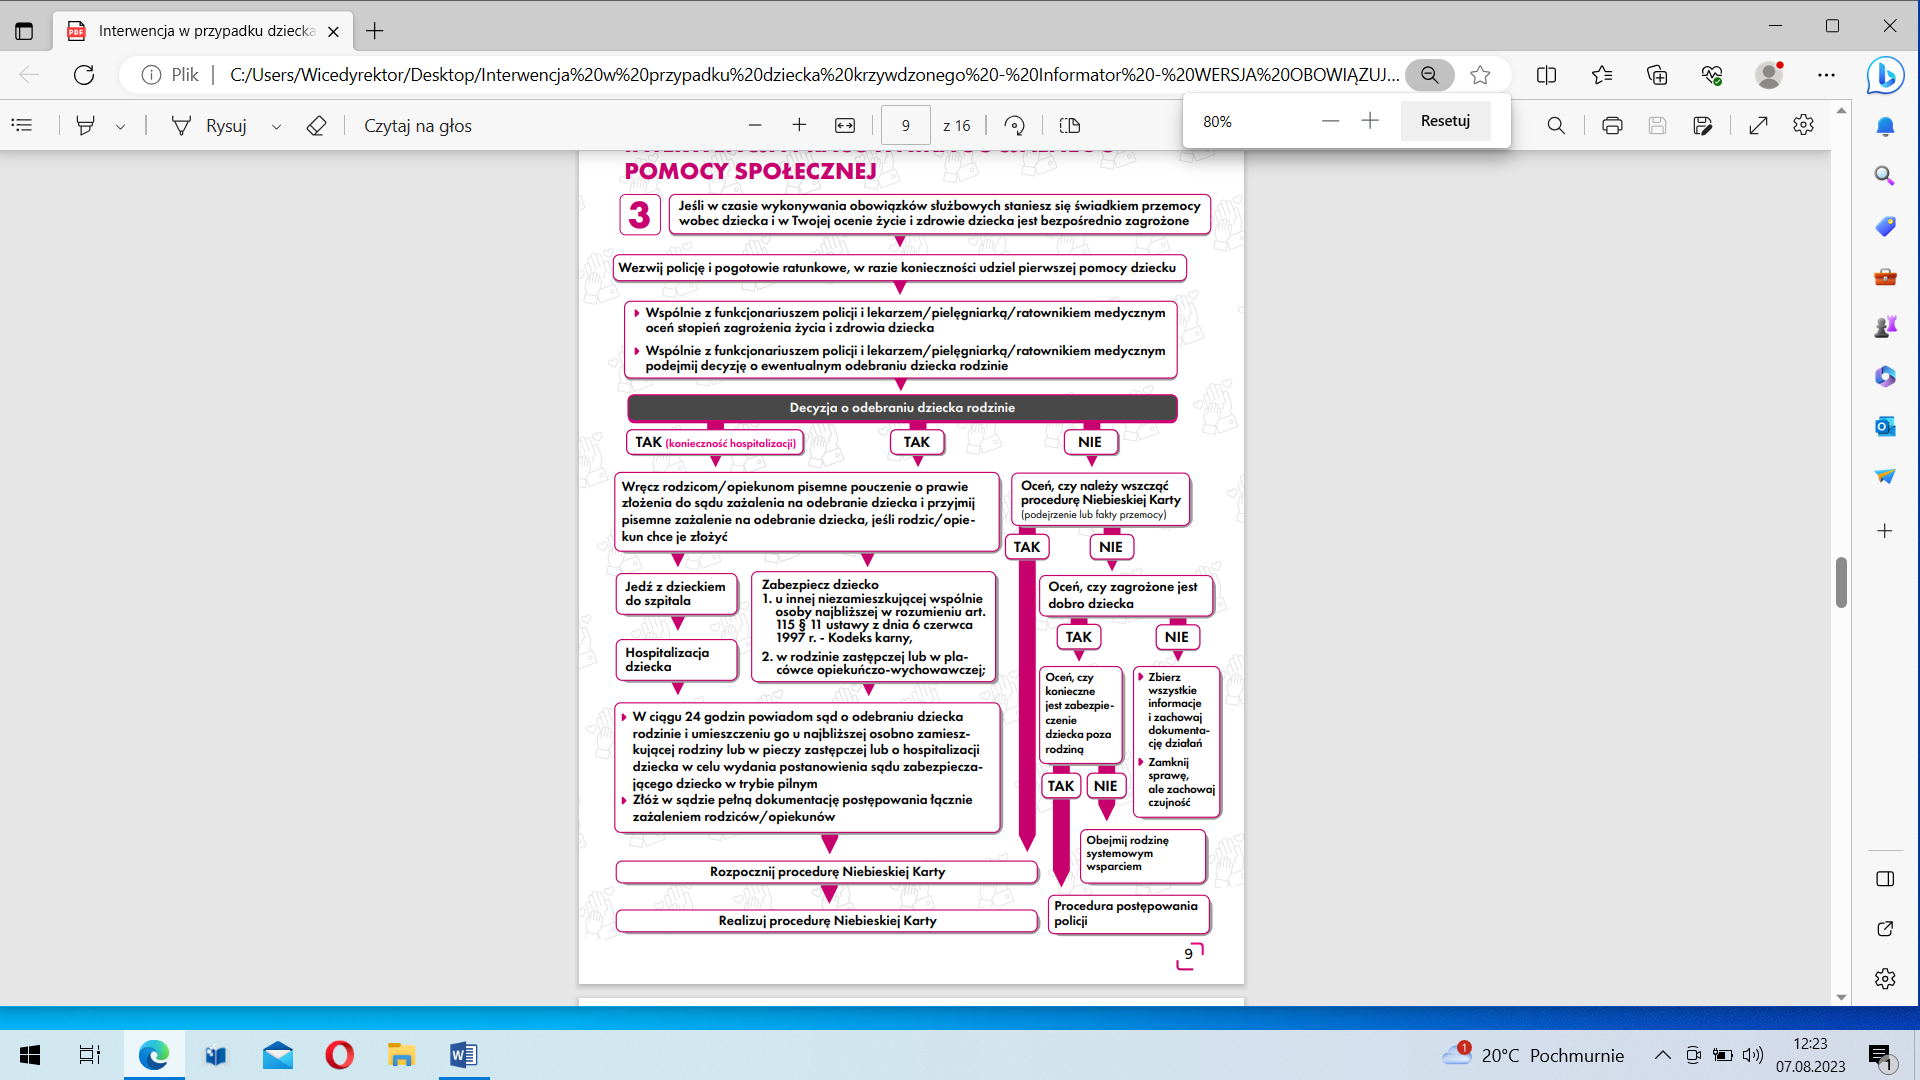 Interwencja w przypadku dziecka
Plik
C:/Users/Wicedyrektor/Desktop/Interwencja%20w%20przypadku%20dziecka%20krzywdzonego%20-%20Informator%20-%20WERSJA%20OBOWIĄZUJ...
Rysuj
Czytaj na głos
9
z 16
80%
Resetuj
POMOCY SPOŁECZNEJ
3
Jeśli w czasie wykonywania obowiązków służbowych staniesz się świadkiem przemocy
wobec dziecka i w Twojej ocenie życie i zdrowie dziecka jest bezpośrednio zagrożone
Wezwij policję i pogotowie ratunkowe, w razie konieczności udziel pierwszej pomocy dziecku
Wspólnie z funkcjonariuszem policji i lekarzem/pielęgniarką/ratownikiem medycznym
oceń stopień zagrożenia życia i zdrowia dziecka
Wspólnie z funkcjonariuszem policji i lekarzem/pielęgniarką/ratownikiem medycznym
podejmij decyzję o ewentualnym odebraniu dziecka rodzinie
Decyzja o odebraniu dziecka rodzinie
TAK (konieczność hospitalizacji)
TAK
NIE
Wręcz rodzicom/opiekunom pisemne pouczenie o prawie
złożenia do sądu zażalenia na odebranie dziecka i przyjmij
pisemne zażalenie na odebranie dziecka, jeśli rodzic/opie-
kun chce je złożyć
Oceń, czy należy wszcząć
procedurę Niebieskiej Karty
(podejrzenie lub fakty przemocy)
TAK
NIE
Jedź z dzieckiem
do szpitala
Hospitalizacja
dziecka
Zabezpiecz dziecko
1. u innej niezamieszkującej wspólnie
osoby najbliższej w rozumieniu art.
115 § 11 ustawy z dnia 6 czerwca
1997 r. - Kodeks karny,
2. w rodzinie zastępczej lub w pla-
cówce opiekuńczo-wychowawczej;
Oceń, czy zagrożone jest
dobro dziecka
TAK
NIE
Oceń, czy
konieczne
jest zabezpie-
czenie
dziecka poza
rodziną
Zbierz
wszystkie
informacje
i zachowaj
dokumenta-
cję działań
Zamknij
sprawę,
ale zachowaj
czujność
W ciągu 24 godzin powiadom sąd o odebraniu dziecka
rodzinie i umieszczeniu go u najbliższej osobno zamiesz-
kującej rodziny lub w pieczy zastępczej lub o hospitalizacji
dziecka w celu wydania postanowienia sądu zabezpiecza-
jącego dziecko w trybie pilnym
Złóż w sądzie pełną dokumentację postępowania łącznie
zażaleniem rodziców/opiekunów
TAK
NIE
Obejmij rodzinę
systemowym
wsparciem
Rozpocznij procedurę Niebieskiej Karty
Realizuj procedurę Niebieskiej Karty
Procedura postępowania
policji
9
1
20°C Pochmurnie
12:23
07.08.2023
1